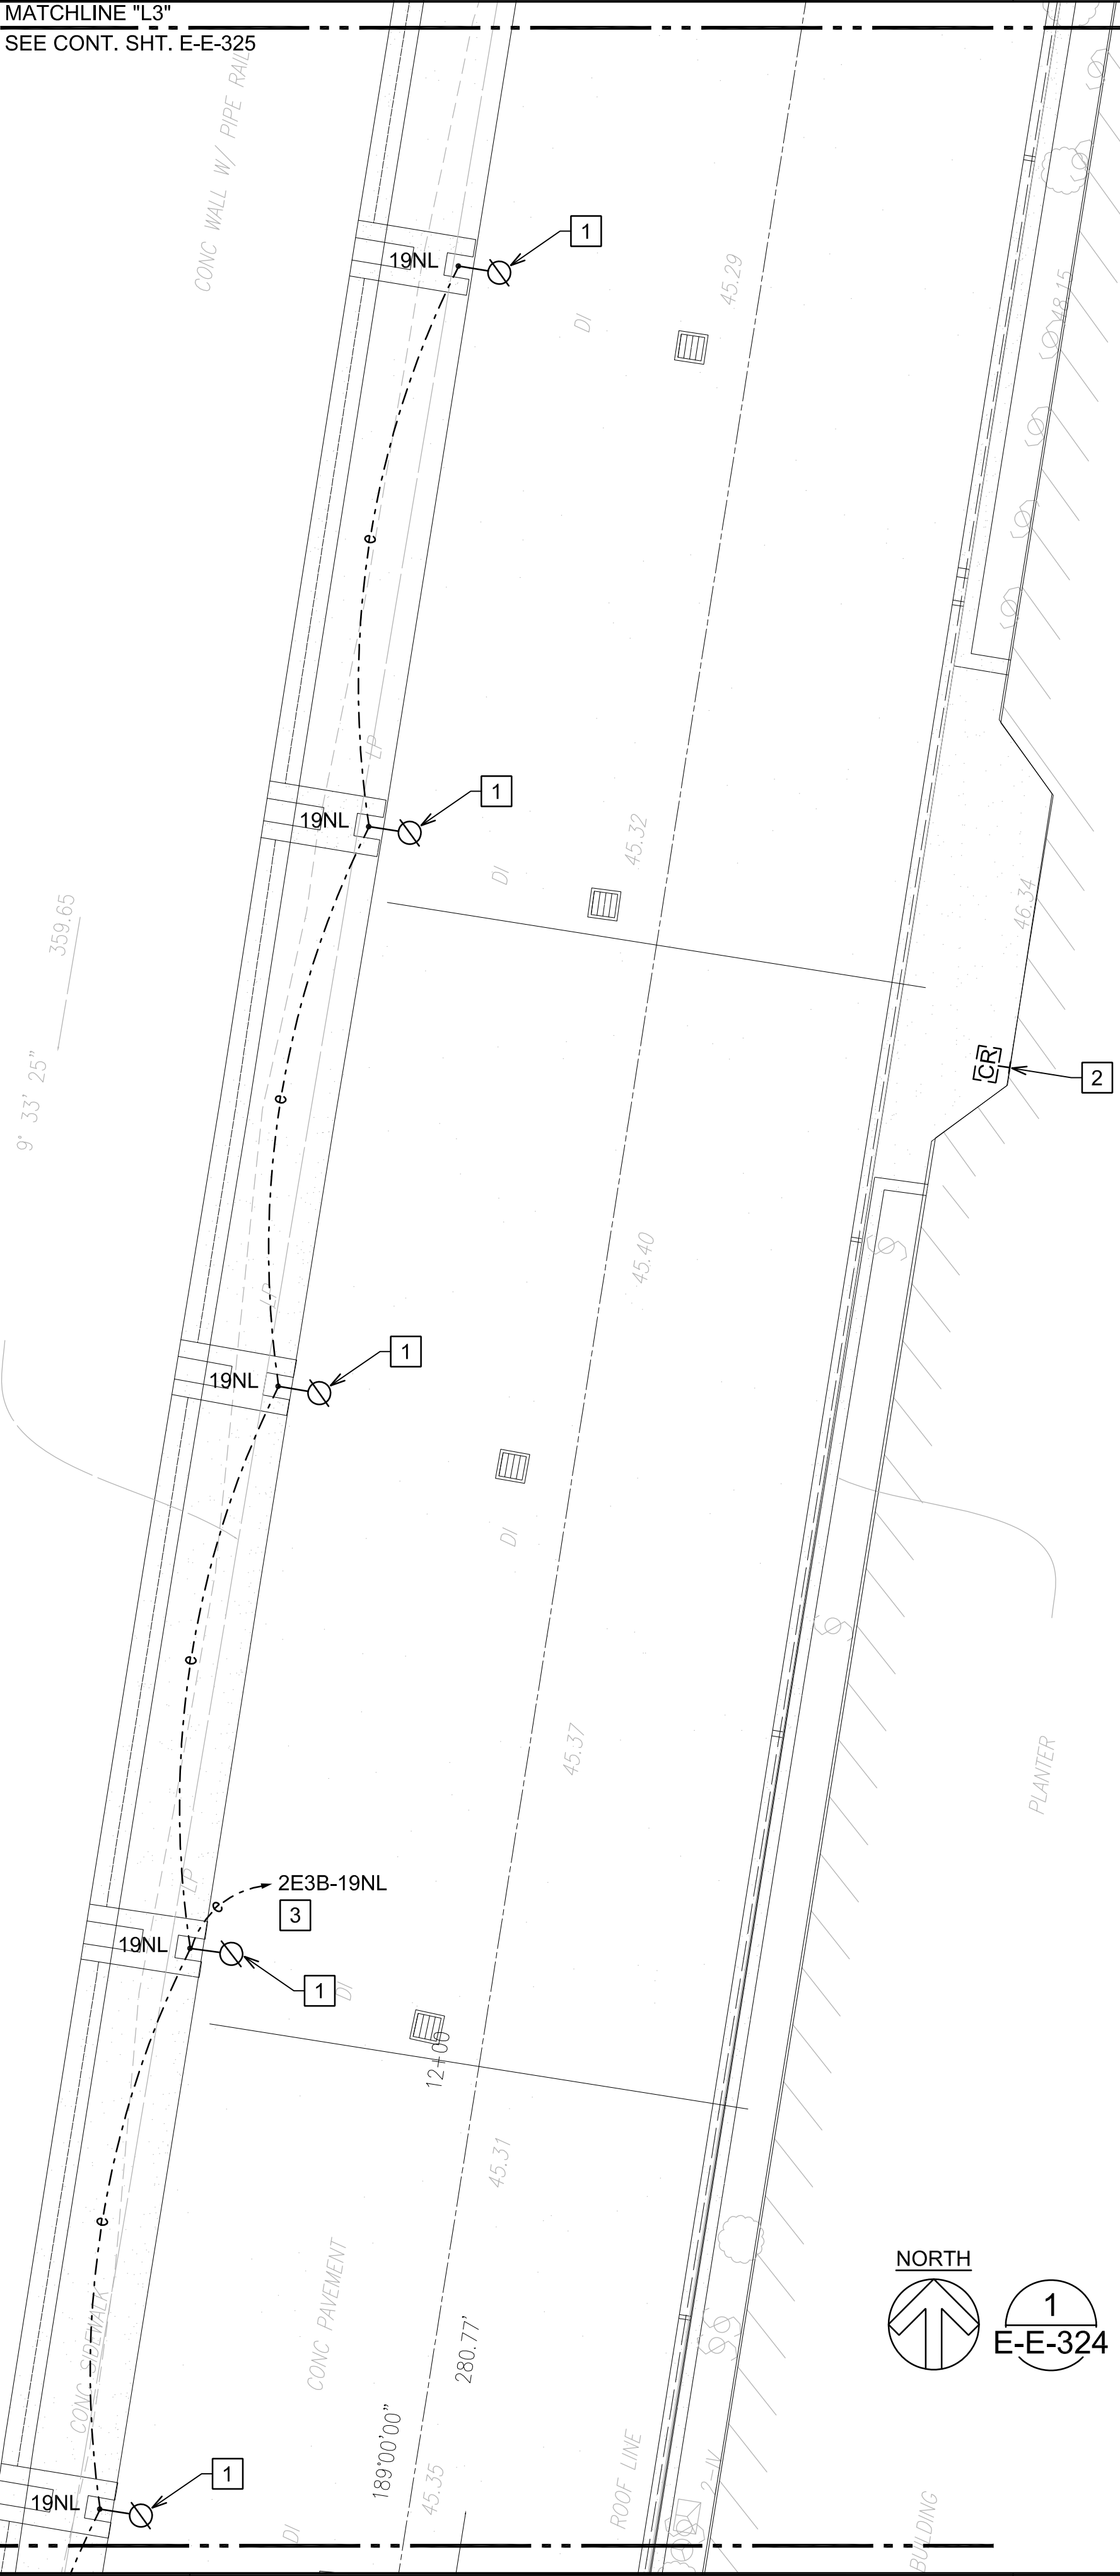 MATCHLINE "L3"
SEE CONT. SHT. E-E-325
CONC WALL W/ PIPE RAIL
1
19NL
45.29
48.15
DI
e
LP
1
19NL
45.32
DI
359.65
46.34
9° 33' 25"
CR
2
e
45.40
LP
1
19NL
DI
e
45.37
PLANTER
LP
2E3B-19NL
e
3
19NL
1
DI
12+00
45.31
e
NORTH
1
E-E-324
CONC SIDEWALK
CONC PAVEMENT
280.77'
189°00'00"
45.35
ROOF LINE
2-IV
BUILDING
1
19NL
DI